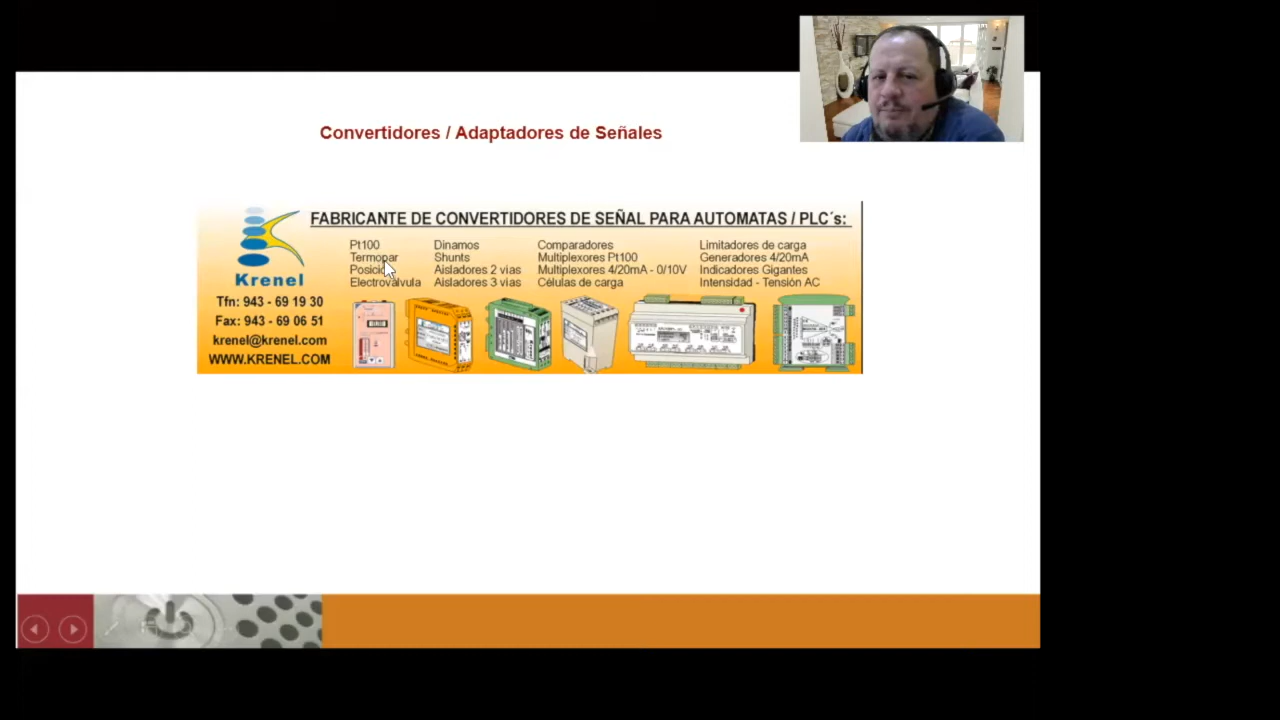 Convertidores / Adaptadores de Señales
FABRICANTE DE CONVERTIDORES DE SEÑAL PARA AUTOMATAS / PLC´s:
Krenel
Tfn: 943 - 69 19 30
Fax: 943 - 69 06 51
krenel@krenel.com
WWW.KRENEL.COM
Pt100
Termopar
Electroválvula
Dinamos
Shunts
Aisladores 2 vias
Aisladores 3 vias
Comparadores
Multiplexores Pt100
Multiplexores 4/20mA - 0/10V
Células de carga
Limitadores de carga
Generadores 4/20mA
Indicadores Gigantes
Intensidad - Tensión AC